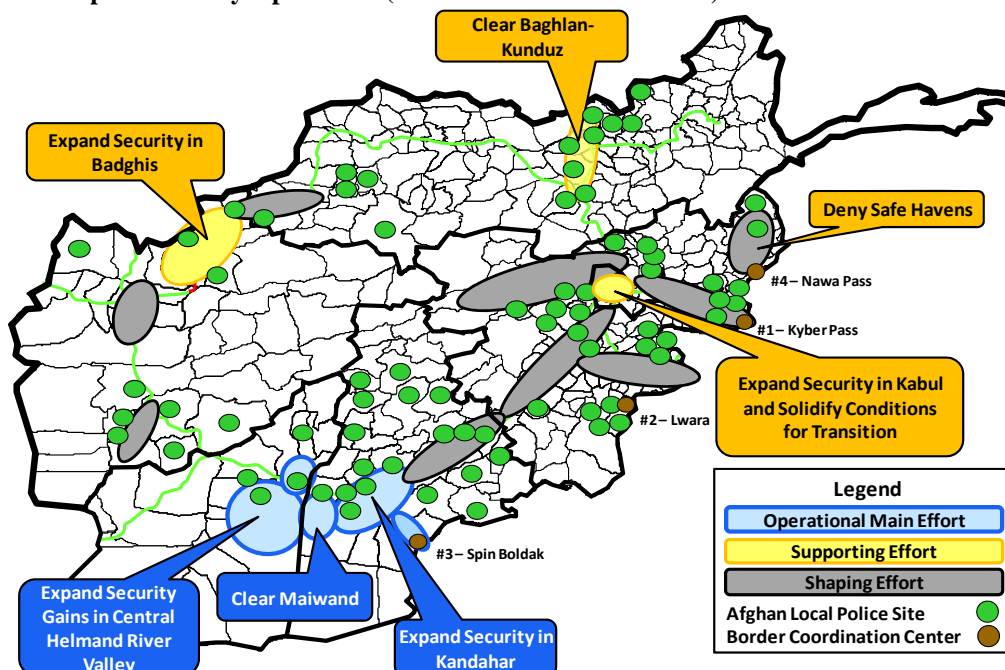 Clear Baghlan-
Kunduz
Expand Security in
Badghis
Deny Safe Havens
#4 – Nawa Pass
#1 – Kyber Pass
Expand Security in Kabul
and Solidify Conditions
for Transition
#2 – Lwara
#3 – Spin Boldak
Expand Security
Gains in Central
Helmand River
Valley
Clear Maiwand
Expand Security in
Kandahar
Legend
Operational Main Effort
Supporting Effort
Shaping Effort
Afghan Local Police Site
Border Coordination Center